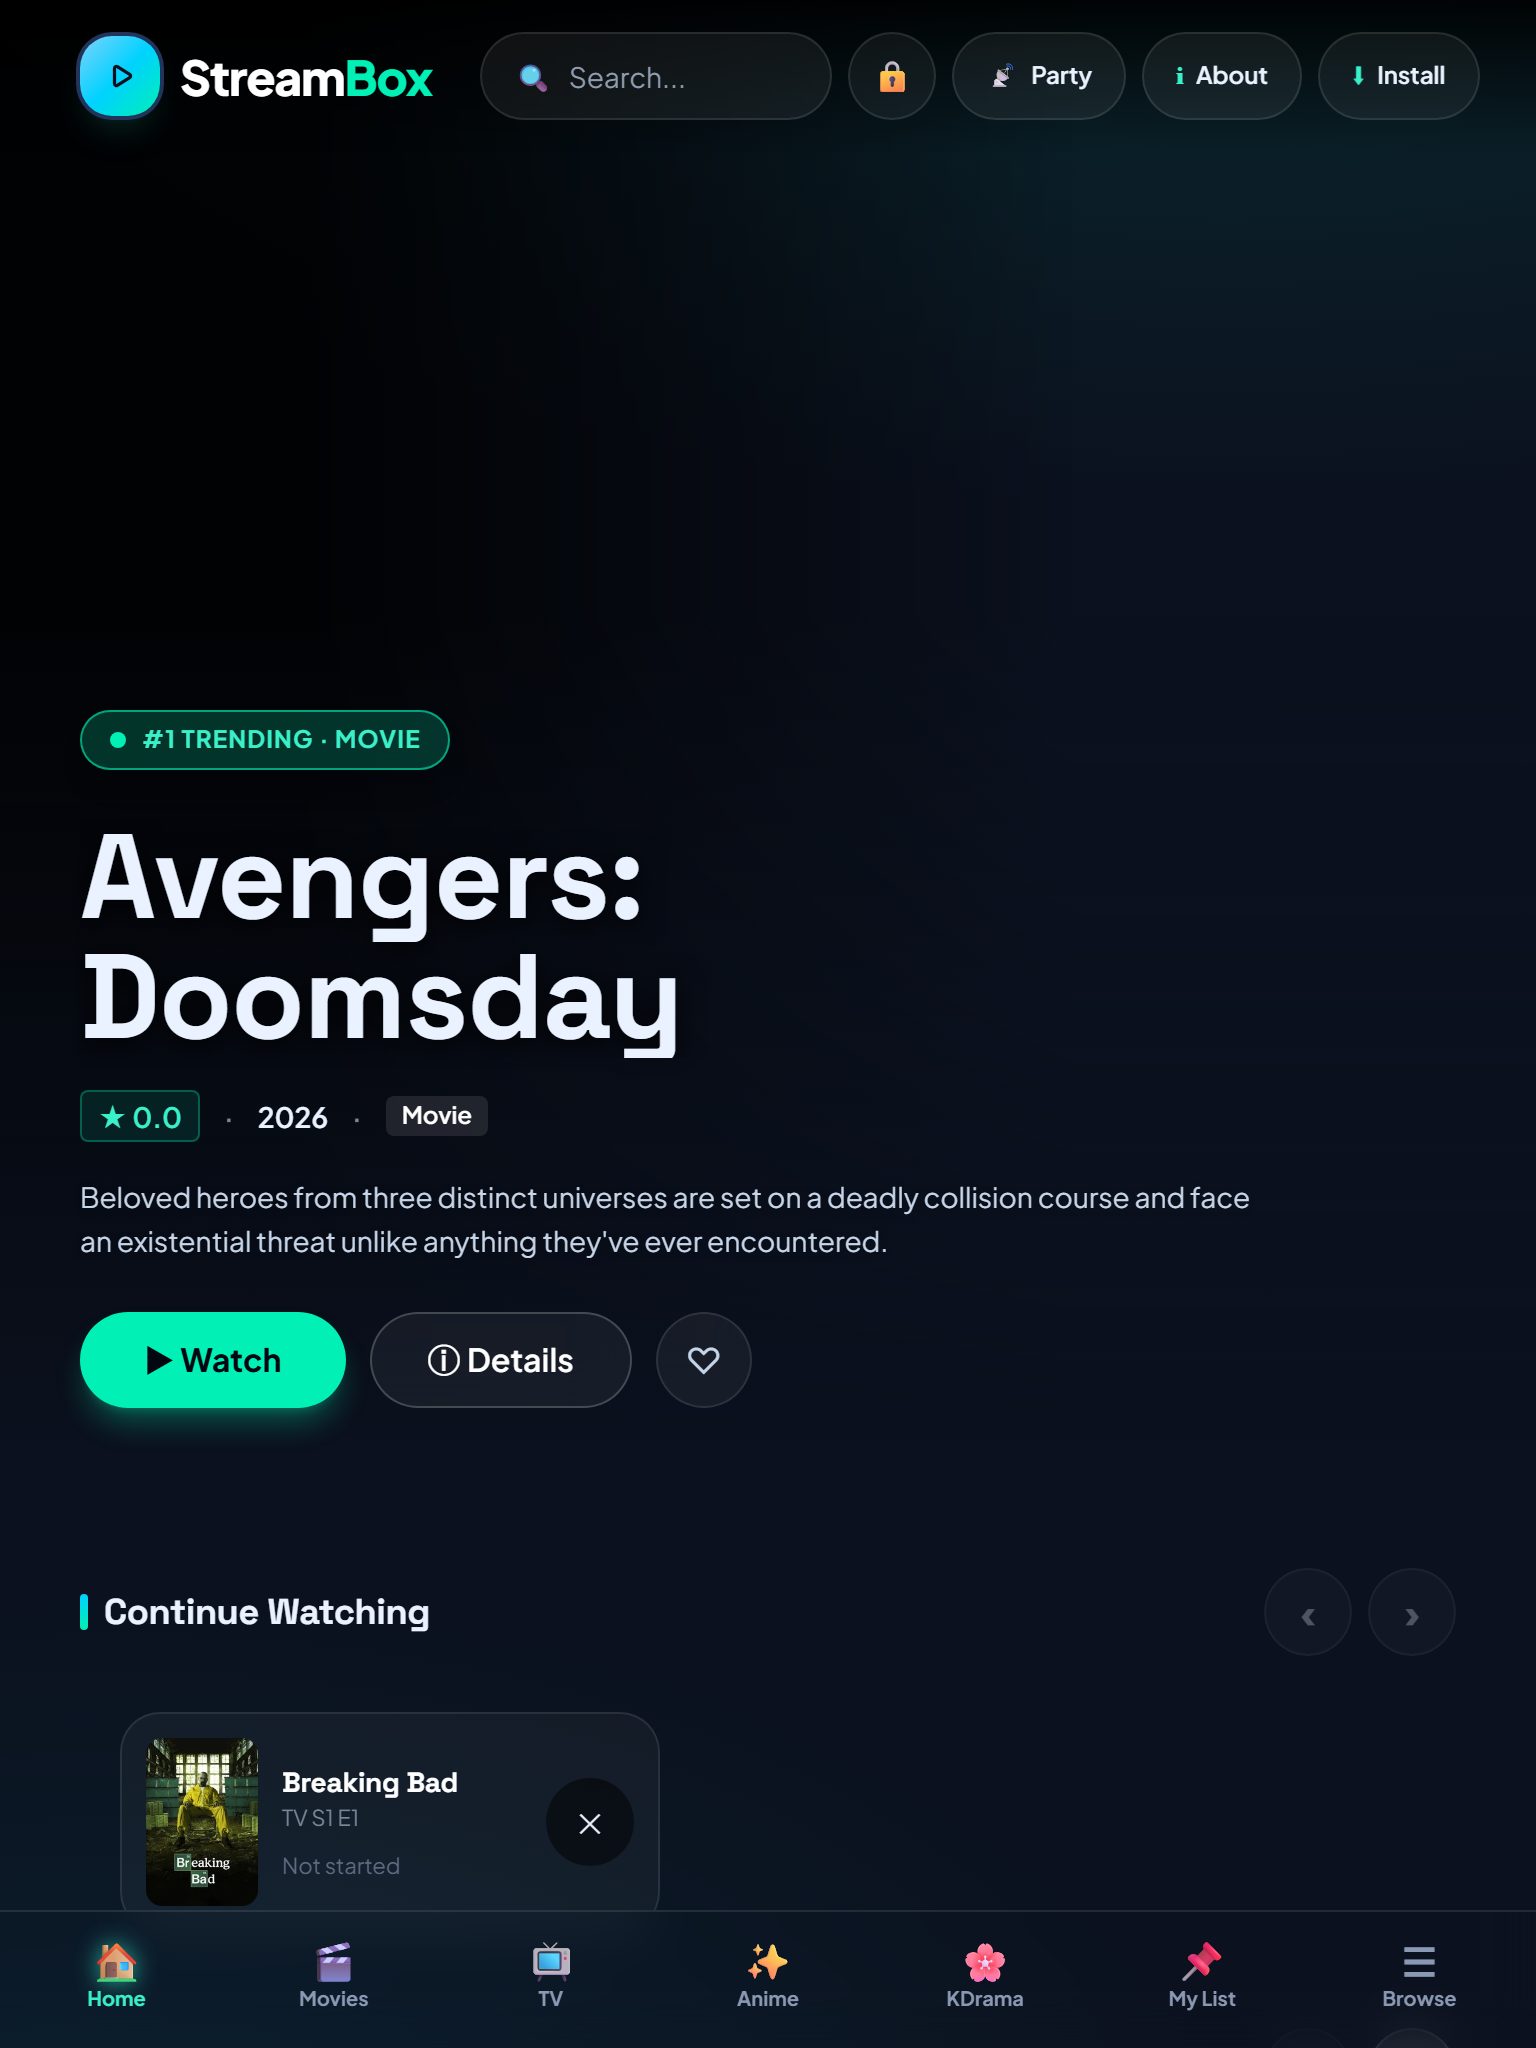 StreamBox
Search...
Party
i About
Install
#1 TRENDING · MOVIE
Avengers:
Doomsday
★ 0.0 · 2026 · Movie
Beloved heroes from three distinct universes are set on a deadly collision course and face
an existential threat unlike anything they've ever encountered.
▶ Watch
ⓘ Details
Continue Watching
‹ ›
Breaking Bad
TV S1 E1
Not started
Breaking
Bad
Home
Movies
TV
Anime
KDrama
My List
Browse